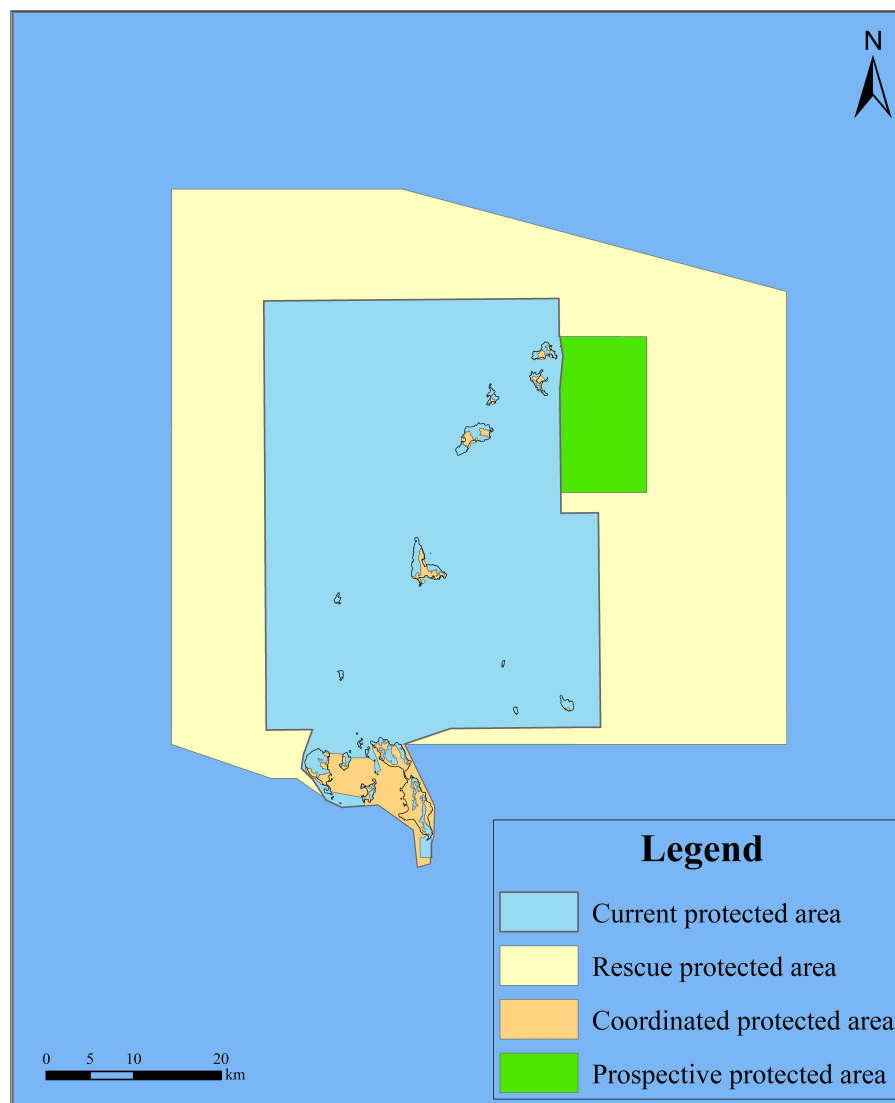 N
Legend
Current protected area
Rescue protected area
Coordinated protected area
Prospective protected area
0 5 10 20
km